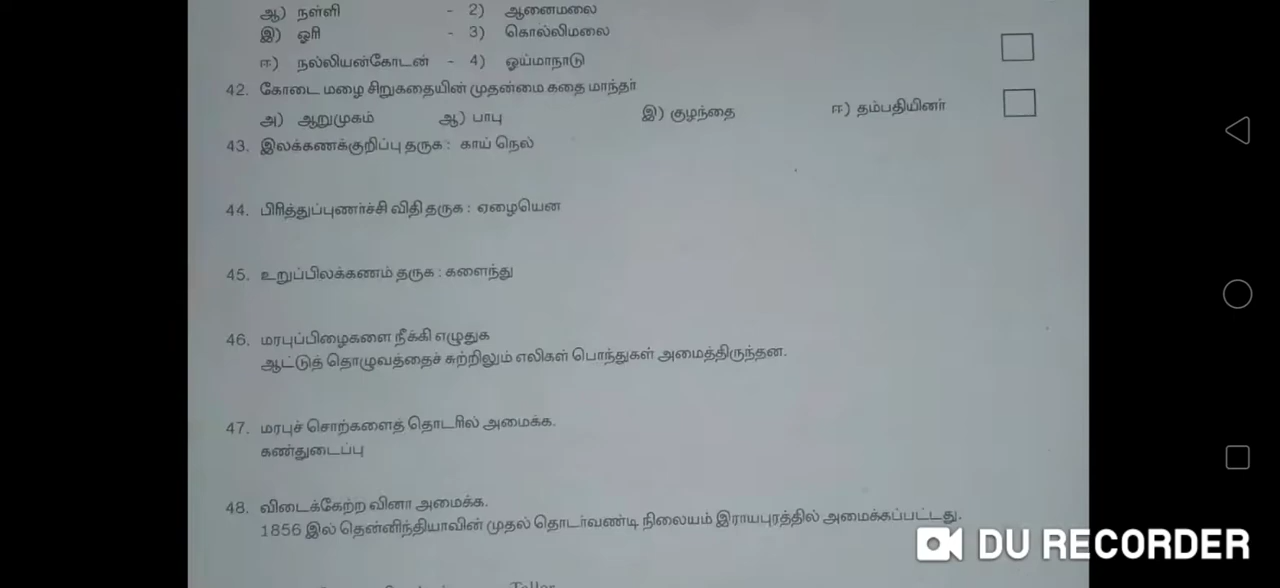 ஆ) நள்ளி - 2) ஆனைமலை
இ) ஓரி - 3) கொல்லிமலை
ஈ) நல்லியன்கோடன் - 4) ஓய்மாநாடு
42. கோடை மழை சிறுகதையின் முதன்மை கதை மாந்தர்
அ) ஆறுமுகம் ஆ) பாபு இ) குழந்தை ஈ) தம்பதியினர்
43. இலக்கணக்குறிப்பு தருக : காய் நெல்
44. பிரித்துப்புணர்ச்சி விதி தருக : ஏழையென
45. உறுப்பிலக்கணம் தருக : களைந்து
46. மரபுப்பிழைகளை நீக்கி எழுதுக
ஆட்டுத் தொழுவத்தைச் சுற்றிலும் எலிகள் பொந்துகள் அமைத்திருந்தன.
47. மரபுச் சொற்களைத் தொடரில் அமைக்க.
கண்துடைப்பு
48. விடைக்கேற்ற வினா அமைக்க.
1856 இல் தென்னிந்தியாவின் முதல் தொடர்வண்டி நிலையம் இராயபுரத்தில் அமைக்கப்பட்டது.
DU RECORDER